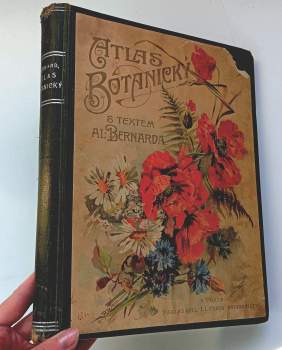 ATLAS
BOTANICKÝ
S TEXTEM
AL. BERNARDA.
ATLAS
BOTANICKÝ